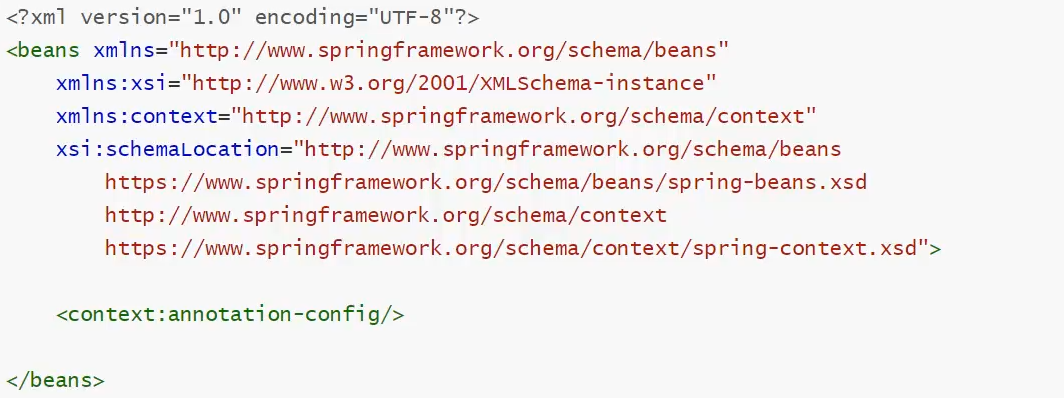 <?xml version="1.0" encoding="UTF-8"?>
<beans xmlns="http://www.springframework.org/schema/beans"
    xmlns:xsi="http://www.w3.org/2001/XMLSchema-instance"
    xmlns:context="http://www.springframework.org/schema/context"
    xsi:schemaLocation="http://www.springframework.org/schema/beans
        https://www.springframework.org/schema/beans/spring-beans.xsd
        http://www.springframework.org/schema/context
        https://www.springframework.org/schema/context/spring-context.xsd">

    <context:annotation-config/>

</beans>